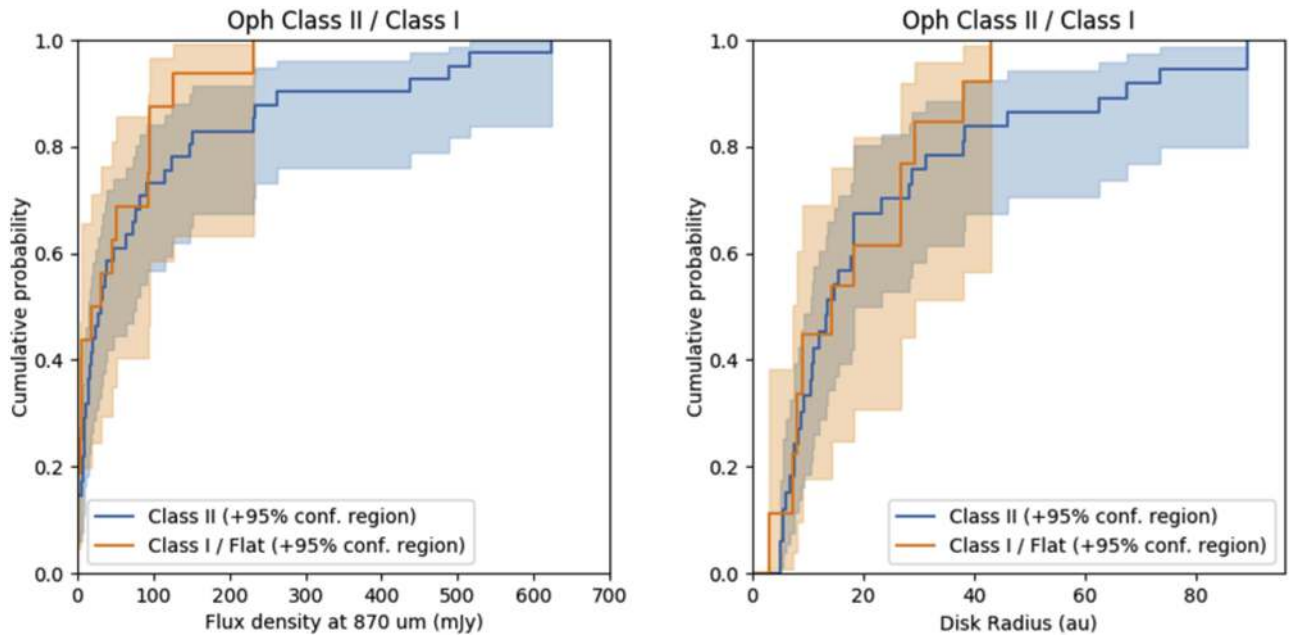 Oph Class II / Class I
Cumulative probability
1.0
0.8
0.6
0.4
0.2
0.0
Class II (+95% conf. region)
Class I / Flat (+95% conf. region)
0 100 200 300 400 500 600 700
Flux density at 870 um (mJy)
Oph Class II / Class I
Cumulative probability
1.0
0.8
0.6
0.4
0.2
0.0
Class II (+95% conf. region)
Class I / Flat (+95% conf. region)
0 20 40 60 80
Disk Radius (au)